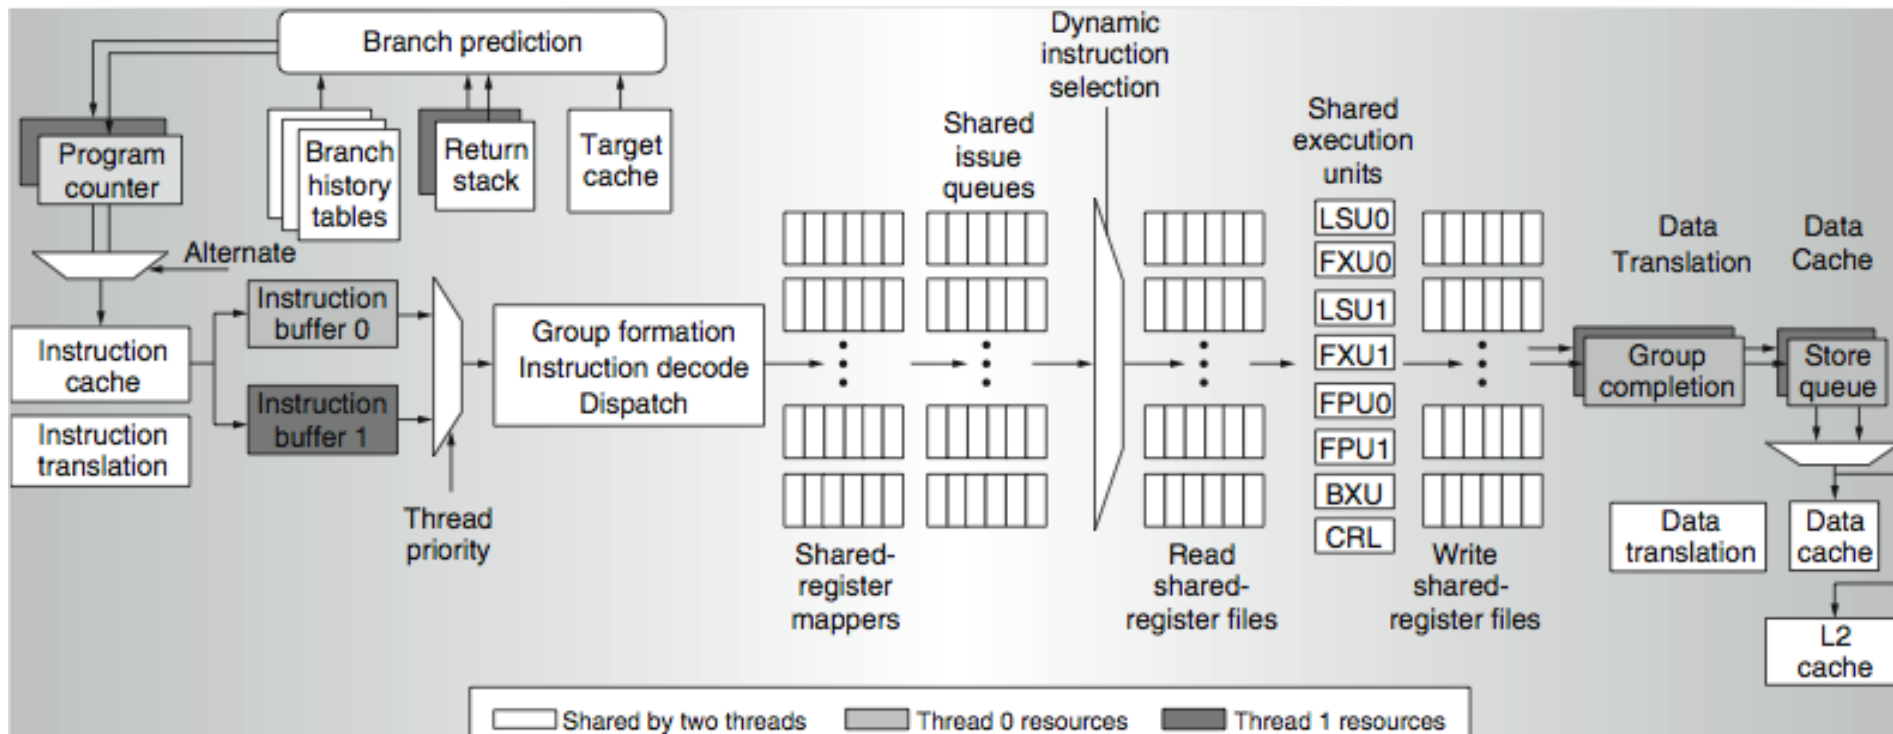 Branch prediction
Program
counter
Branch
history
tables
Return
stack
Target
cache
Alternate
Instruction
cache
Instruction
translation
Instruction
buffer 0
Instruction
buffer 1
Thread
priority
Group formation
Instruction decode
Dispatch
Shared-
register
mappers
Shared
issue
queues
Dynamic
instruction
selection
Read
shared-
register files
Shared
execution
units
LSU0
FXU0
LSU1
FXU1
FPU0
FPU1
BXU
CRL
Write
shared-
register files
Data
Translation
Data
Cache
Group
completion
Store
queue
Data
translation
Data
cache
L2
cache
Shared by two threads
Thread 0 resources
Thread 1 resources